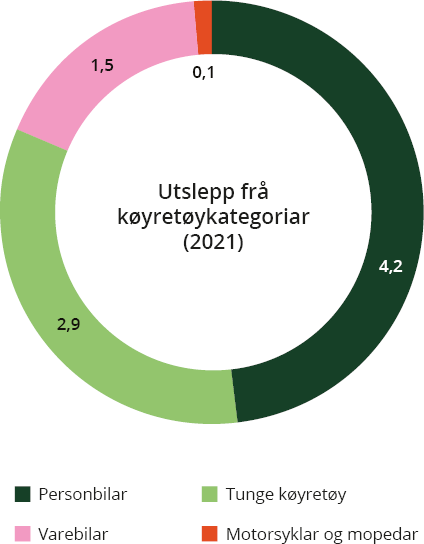 1,5
0,1
Utslepp frå
køyretøykategoriar
(2021)
4,2
2,9
Personbilar
Tunge køyretøy
Varebilar
Motorsyklar og mopedar